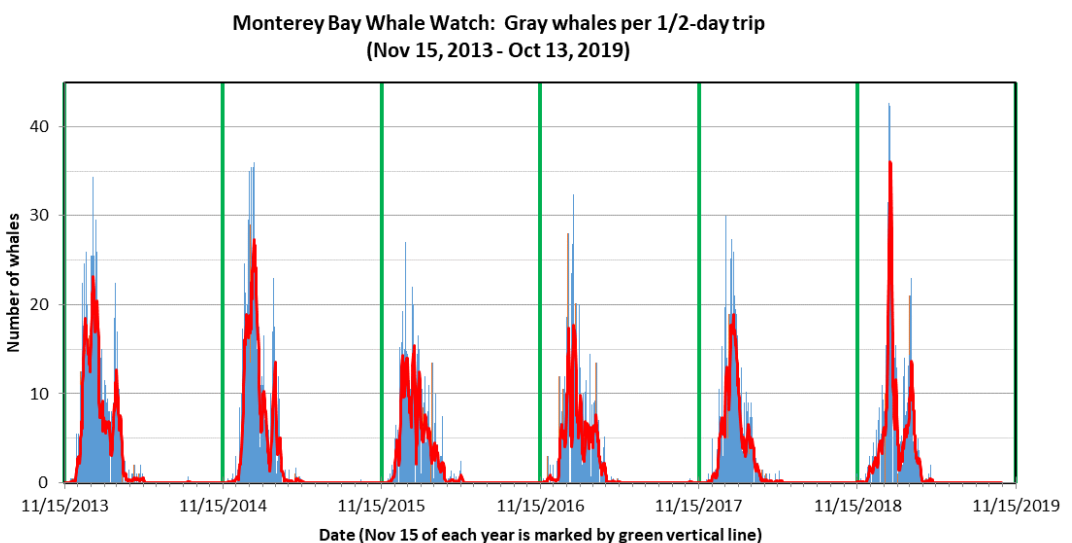 Monterey Bay Whale Watch: Gray whales per 1/2-day trip
(Nov 15, 2013 - Oct 13, 2019)
Number of whales
40
30
20
10
0
11/15/2013 11/15/2014 11/15/2015 11/15/2016 11/15/2017 11/15/2018 11/15/2019
Date (Nov 15 of each year is marked by green vertical line)